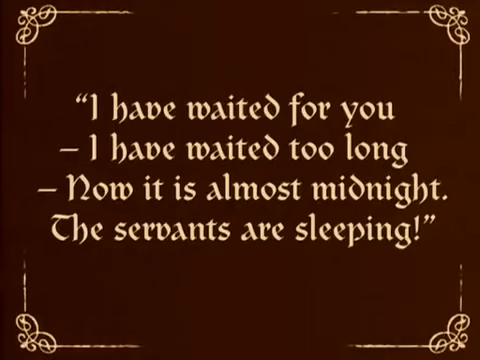 “I have waited for you
– I have waited too long
– Now it is almost midnight.
The servants are sleeping!”